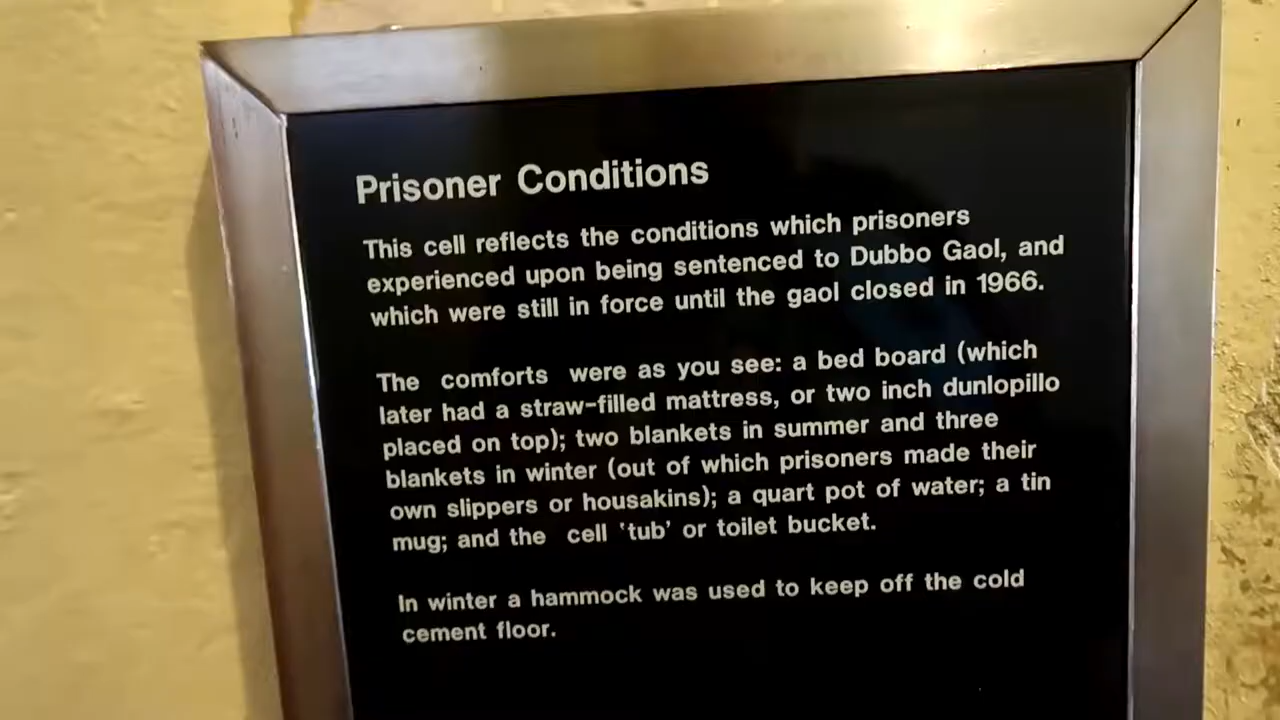 Prisoner Conditions
This cell reflects the conditions which prisoners
experienced upon being sentenced to Dubbo Gaol, and
which were still in force until the gaol closed in 1966.
The comforts were as you see: a bed board (which
later had a straw-filled mattress, or two inch dunlopillo
placed on top); two blankets in summer and three
blankets in winter (out of which prisoners made their
own slippers or housakins); a quart pot of water; a tin
mug; and the cell 'tub' or toilet bucket.
In winter a hammock was used to keep off the cold
cement floor.